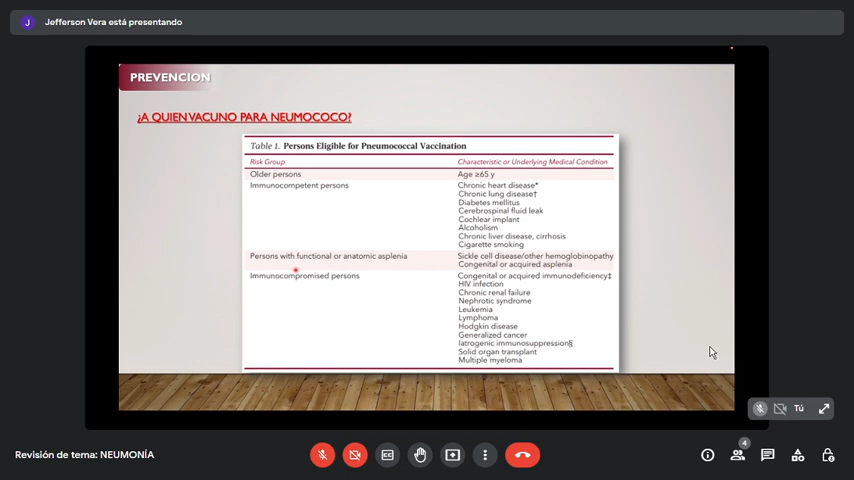 J Jefferson Vera está presentando
PREVENCION
¿A QUIEN VACUNO PARA NEUMOCOCO?
Table 1. Persons Eligible for Pneumococcal Vaccination
Risk Group Characteristic or Underlying Medical Condition
Older persons Age ≥65 y
Immunocompetent persons Chronic heart disease*
Chronic lung disease†
Diabetes mellitus
Cerebrospinal fluid leak
Cochlear implant
Alcoholism
Chronic liver disease, cirrhosis
Cigarette smoking
Persons with functional or anatomic asplenia Sickle cell disease/other hemoglobinopathy
Congenital or acquired asplenia
Immunocompromised persons Congenital or acquired immunodeficiency‡
HIV infection
Chronic renal failure
Nephrotic syndrome
Leukemia
Lymphoma
Hodgkin disease
Generalized cancer
Iatrogenic immunosuppression§
Solid organ transplant
Multiple myeloma
Tú
Revisión de tema: NEUMONÍA
CC
4